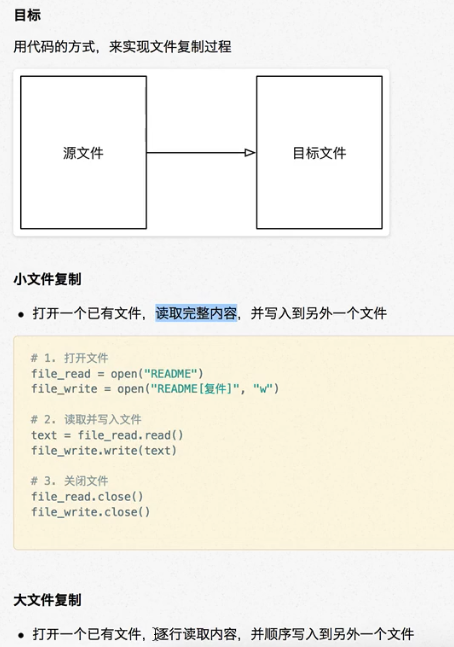 目标
用代码的方式，来实现文件复制过程
源文件
目标文件
小文件复制
• 打开一个已有文件，读取完整内容，并写入到另外一个文件
# 1. 打开文件
file_read = open("README")
file_write = open("README[复件]", "w")
# 2. 读取并写入文件
text = file_read.read()
file_write.write(text)
# 3. 关闭文件
file_read.close()
file_write.close()
大文件复制
• 打开一个已有文件，逐行读取内容，并顺序写入到另外一个文件